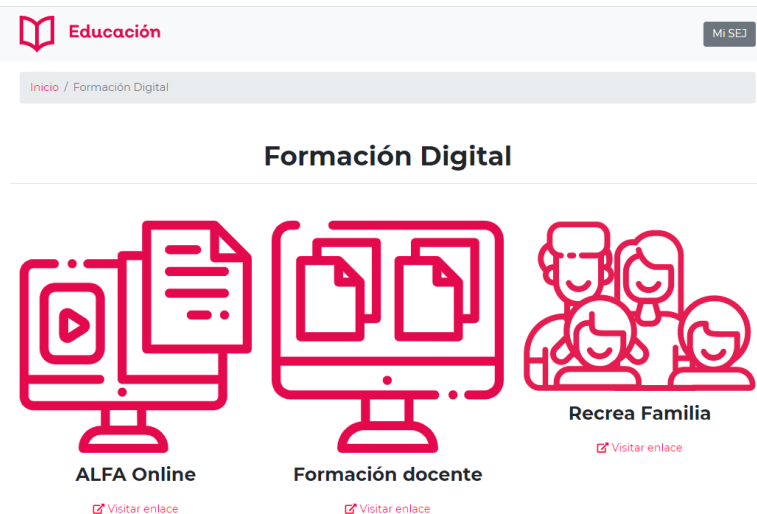 Educación
Mi SEJ
Inicio / Formación Digital
Formación Digital
ALFA Online
Visitar enlace
Formación docente
Visitar enlace
Recrea Familia
Visitar enlace